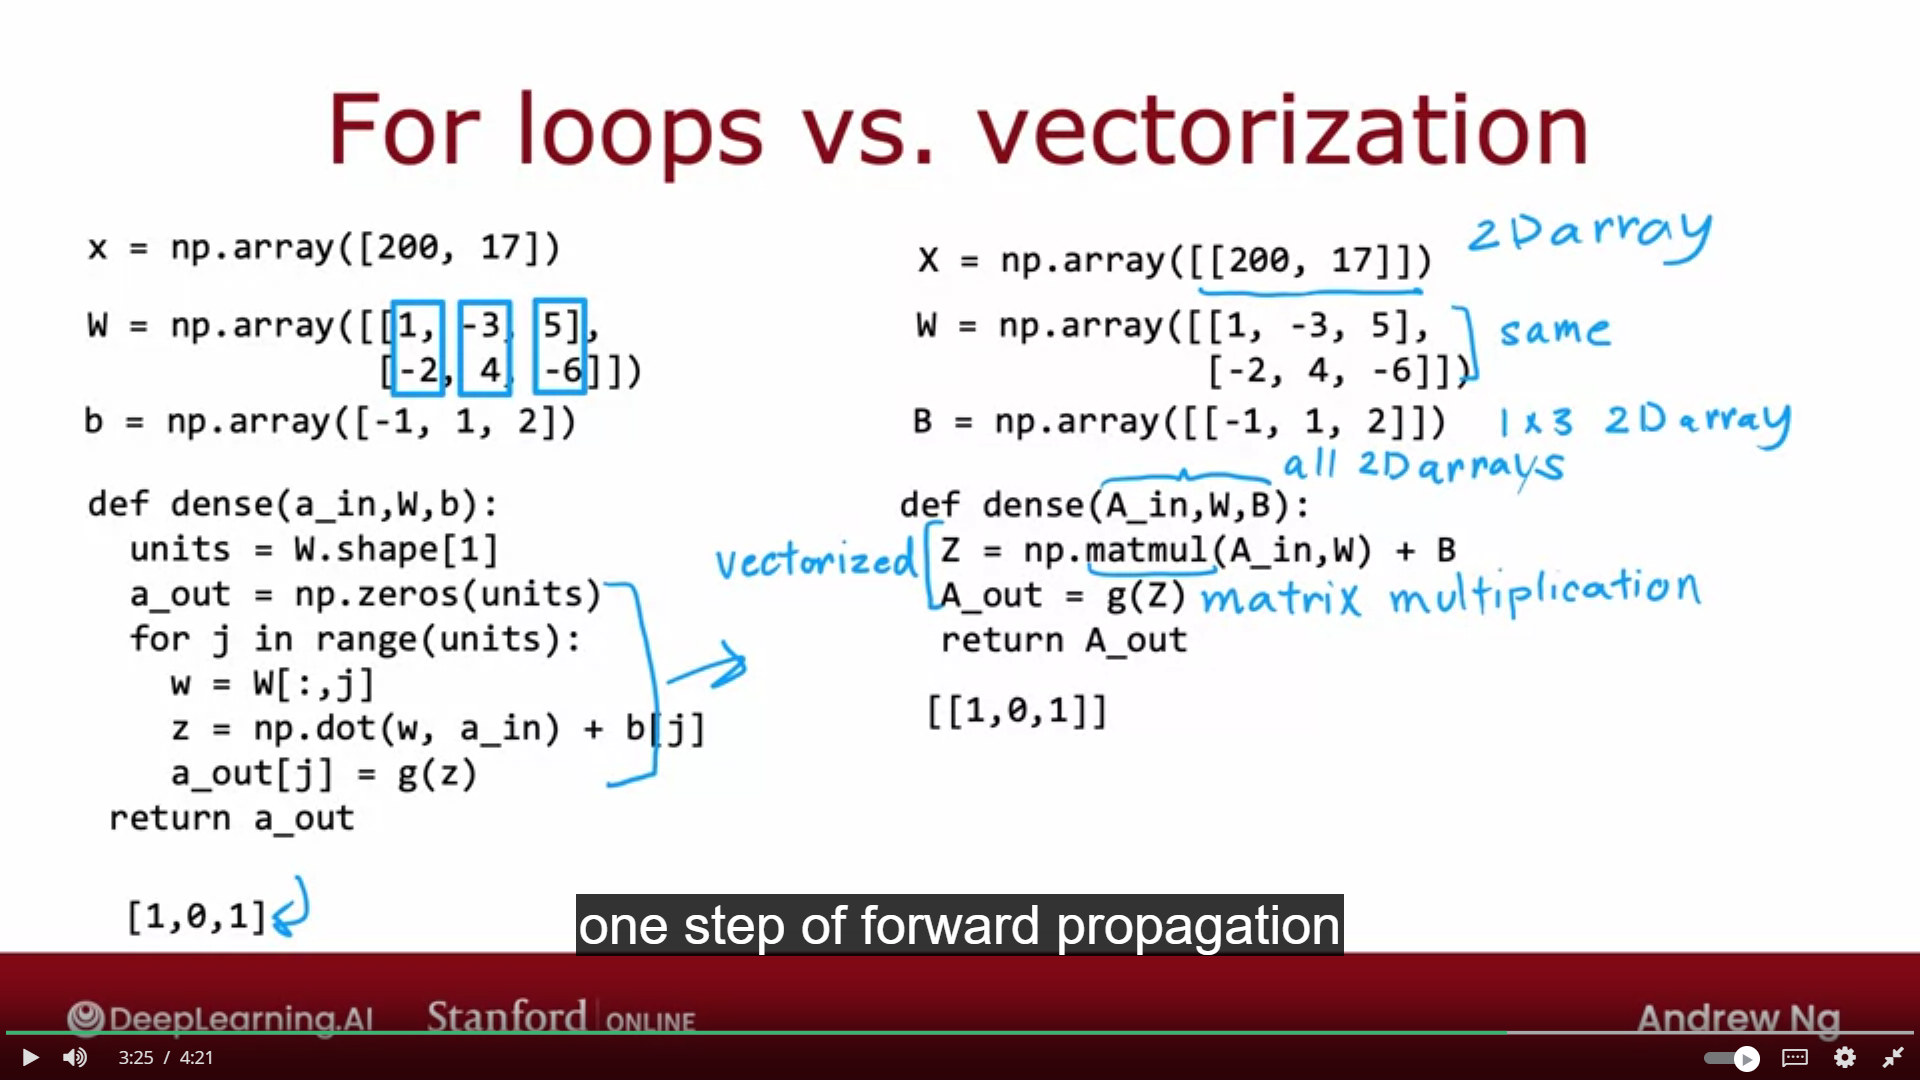 For loops vs. vectorization
x = np.array([200, 17])
W = np.array([[1, -3, 5],
[-2, 4, -6]])
b = np.array([-1, 1, 2])
def dense(a_in,W,b):
units = W.shape[1]
a_out = np.zeros(units)
for j in range(units):
w = W[:,j]
z = np.dot(w, a_in) + b[j]
a_out[j] = g(z)
return a_out
[1,0,1]
X = np.array([[200, 17]]) 2D array
W = np.array([[1, -3, 5], same
[-2, 4, -6]])
B = np.array([[-1, 1, 2]]) 1 x 3 2D array
all 2D arrays
def dense(A_in,W,B):
vectorized Z = np.matmul(A_in,W) + B
A_out = g(Z) matrix multiplication
return A_out
[[1,0,1]]
one step of forward propagation
DeepLearning.AI Stanford ONLINE Andrew Ng
3:25 / 4:21